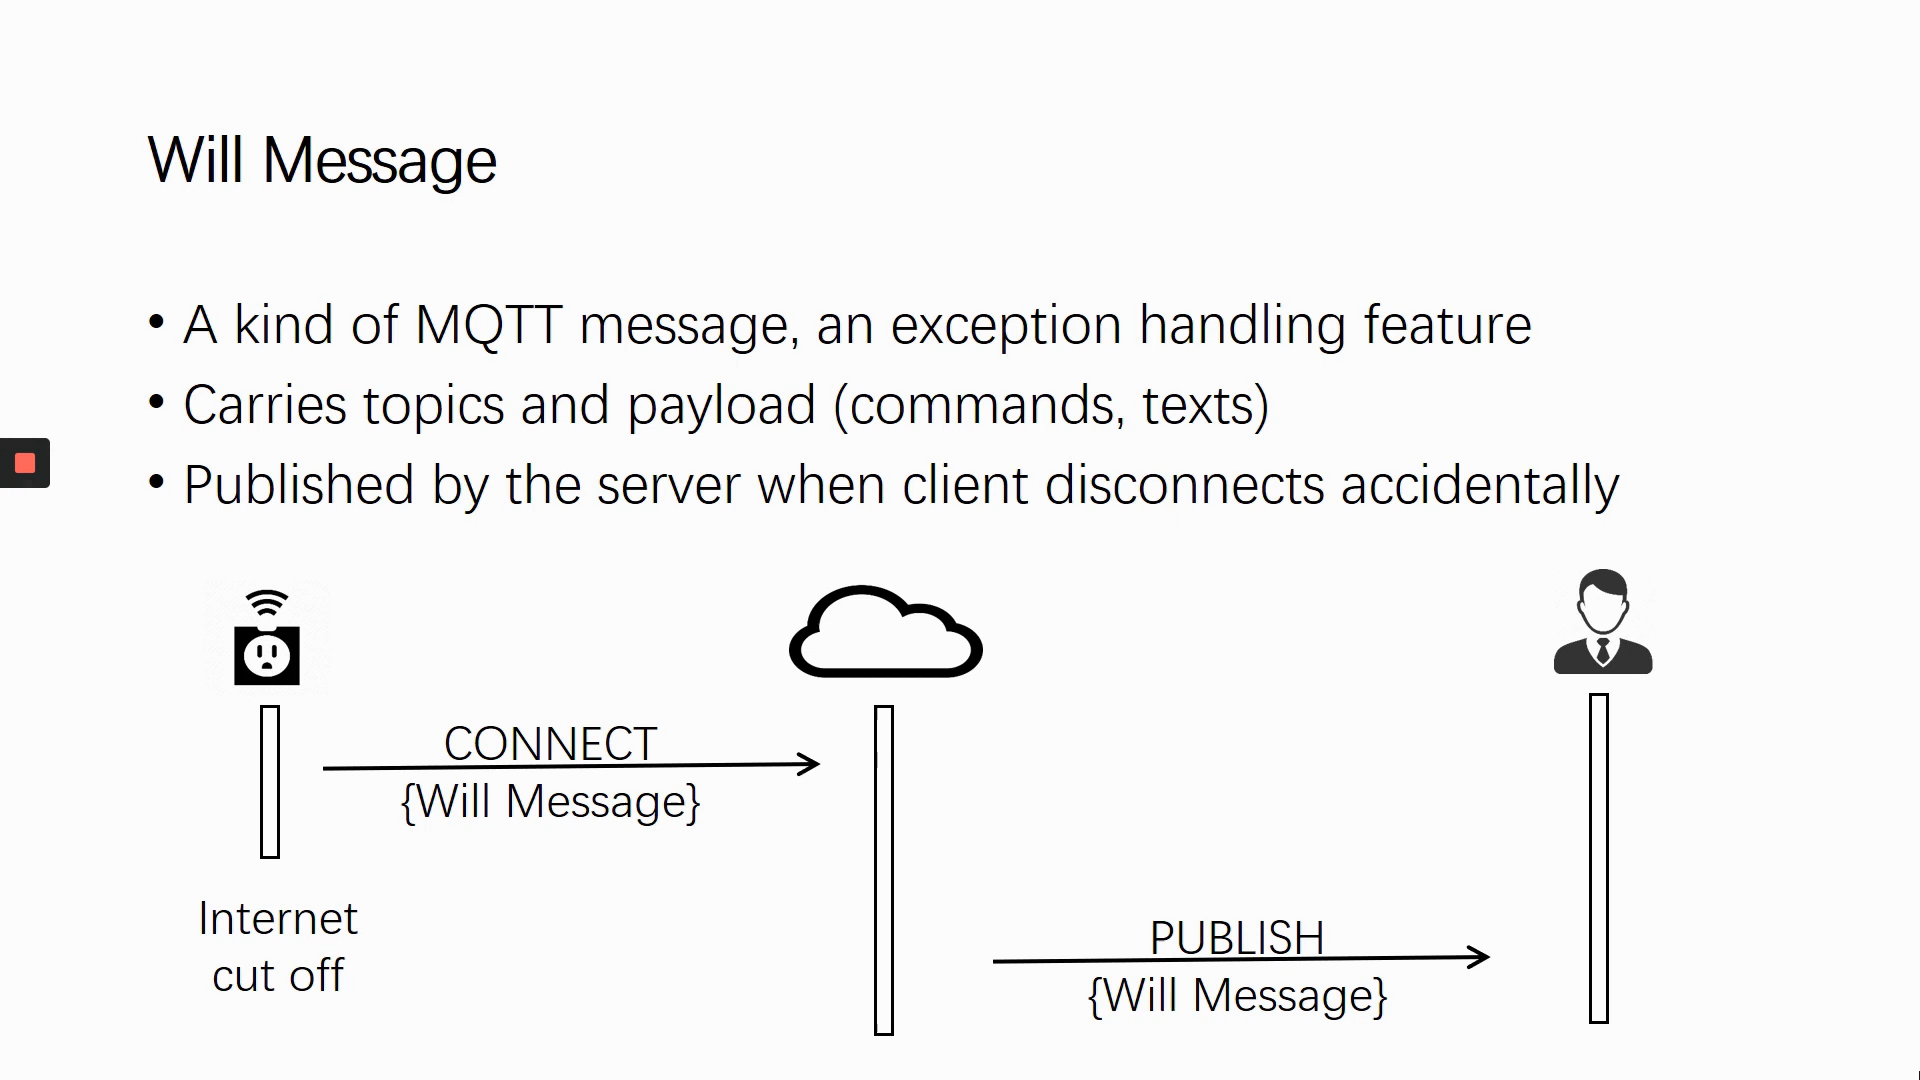 Will Message
• A kind of MQTT message, an exception handling feature
• Carries topics and payload (commands, texts)
• Published by the server when client disconnects accidentally
CONNECT
{Will Message}
Internet
cut off
PUBLISH
{Will Message}